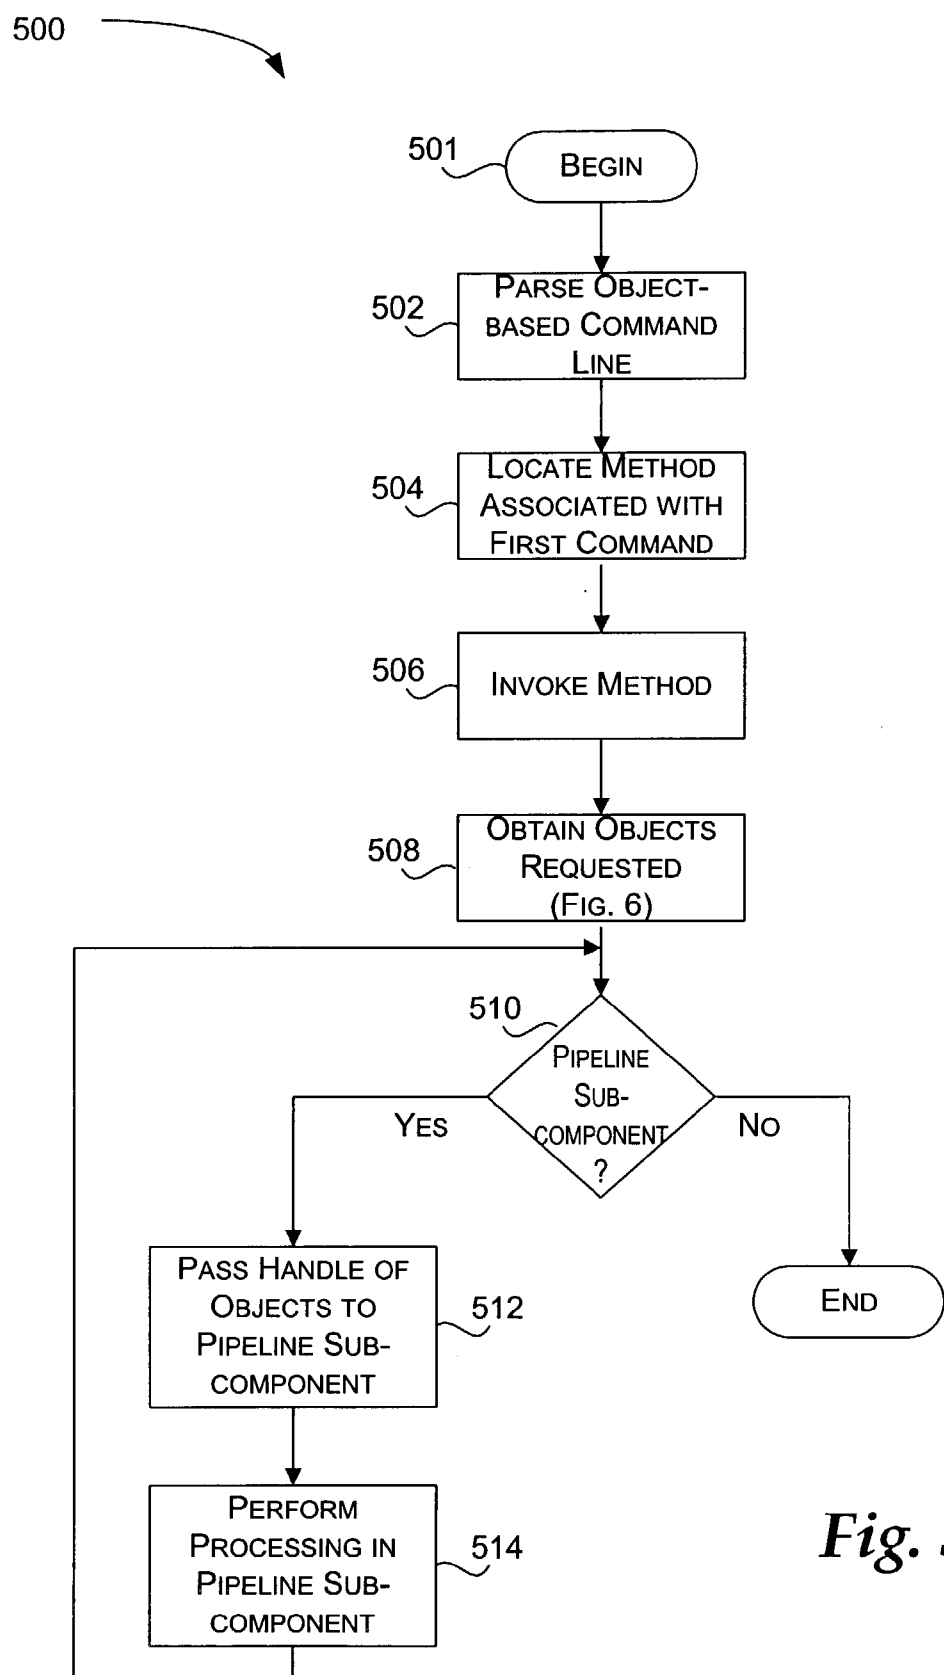 500
501
BEGIN
502
PARSE OBJECT-
BASED COMMAND
LINE
504
LOCATE METHOD
ASSOCIATED WITH
FIRST COMMAND
506
INVOKE METHOD
508
OBTAIN OBJECTS
REQUESTED
(FIG. 6)
510
PIPELINE
SUB-
COMPONENT
?
YES
NO
PASS HANDLE OF
OBJECTS TO
PIPELINE SUB-
COMPONENT
512
END
PERFORM
PROCESSING IN
PIPELINE SUB-
COMPONENT
514
Fig.